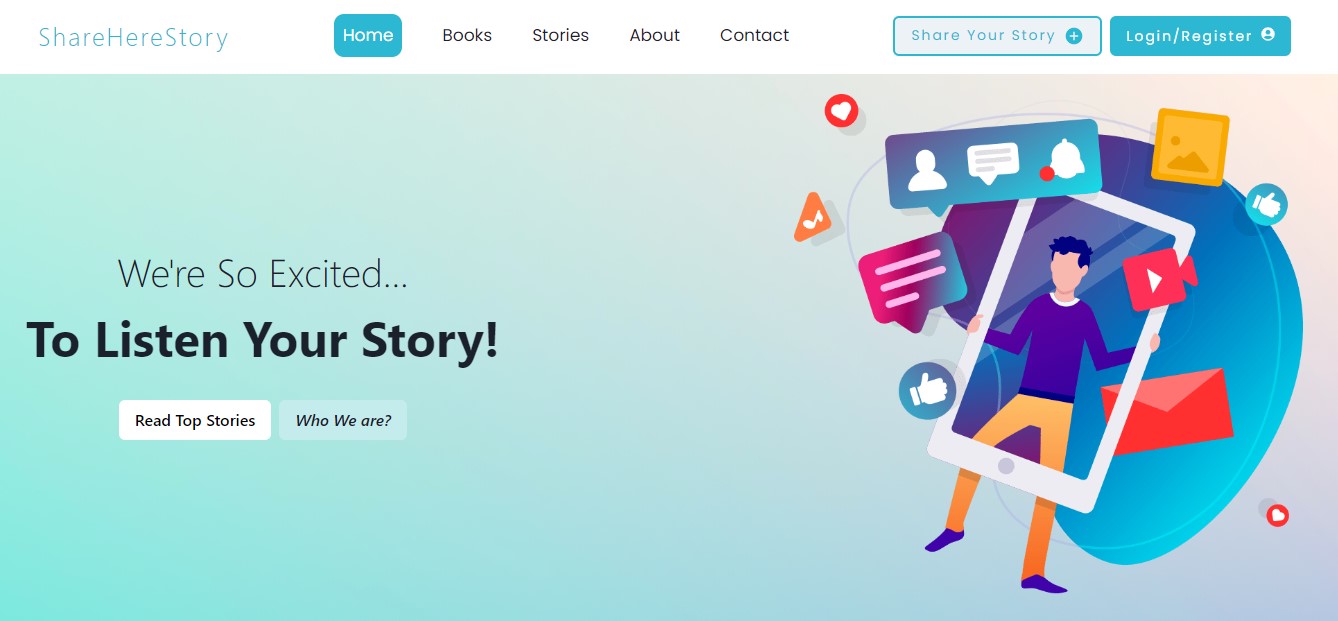 ShareHereStory
Home
Books
Stories
About
Contact
Share Your Story
Login/Register
We're So Excited...
To Listen Your Story!
Read Top Stories
Who We are?